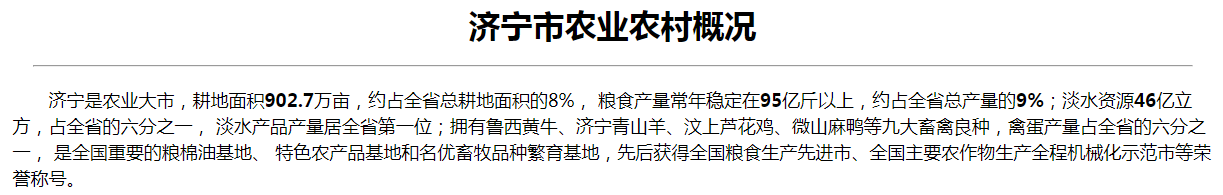 济宁市农业农村概况
济宁是农业大市，耕地面积902.7万亩，约占全省总耕地面积的8%， 粮食产量常年稳定在95亿斤以上，约占全省总产量的9%；淡水资源46亿立
方，占全省的六分之一， 淡水产品产量居全省第一位；拥有鲁西黄牛、济宁青山羊、汶上芦花鸡、微山麻鸭等九大畜禽良种，禽蛋产量占全省的六分之
一， 是全国重要的粮棉油基地、 特色农产品基地和名优畜牧品种繁育基地，先后获得全国粮食生产先进市、全国主要农作物生产全程机械化示范市等荣
誉称号。